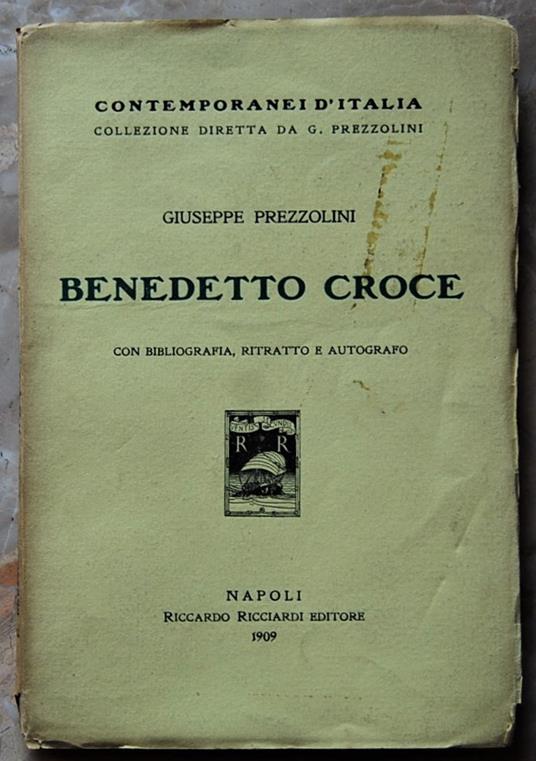 CONTEMPORANEI D'ITALIA
COLLEZIONE DIRETTA DA G. PREZZOLINI
GIUSEPPE PREZZOLINI
BENEDETTO CROCE
CON BIBLIOGRAFIA, RITRATTO E AUTOGRAFO
R R
NAPOLI
RICCARDO RICCIARDI EDITORE
1909